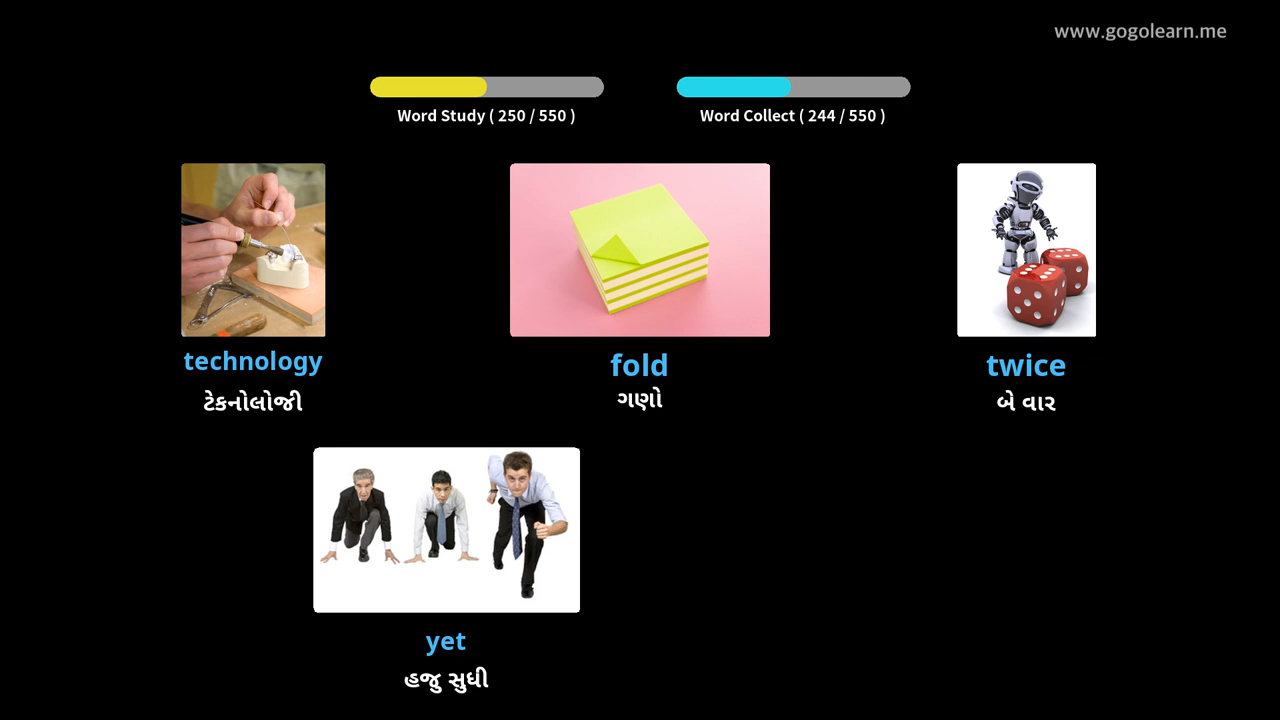 www.gogolearn.me
Word Study ( 250 / 550 )
Word Collect ( 244 / 550 )
technology
ટેકનોલોજી
fold
ગણો
twice
બે વાર
yet
હજુ સુધી